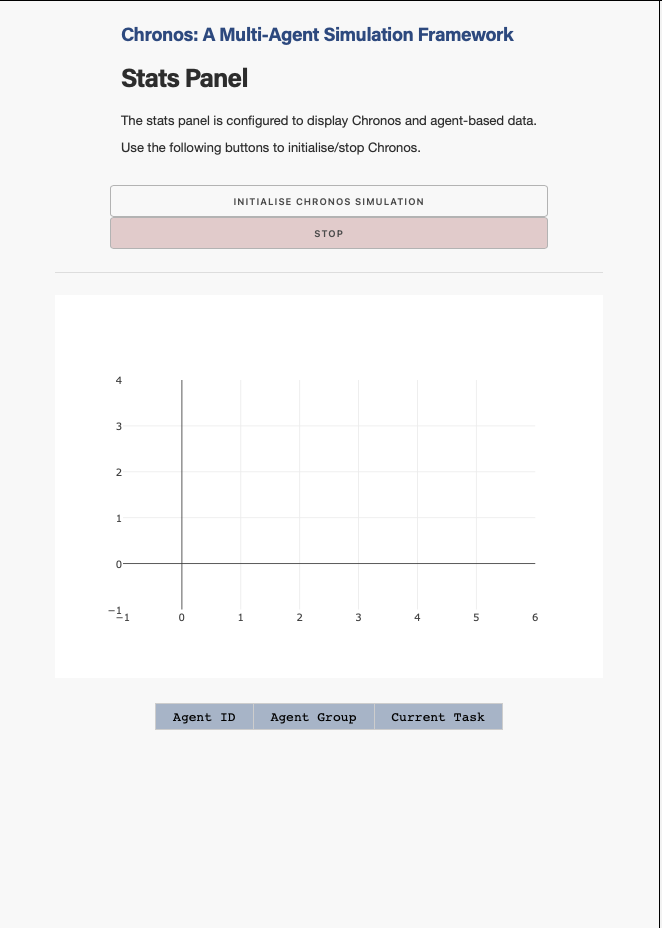 Chronos: A Multi-Agent Simulation Framework
Stats Panel
The stats panel is configured to display Chronos and agent-based data.
Use the following buttons to initialise/stop Chronos.
INITIALISE CHRONOS SIMULATION
STOP
4
3
2
1
0
−1
−1 0 1 2 3 4 5 6
Agent ID Agent Group Current Task